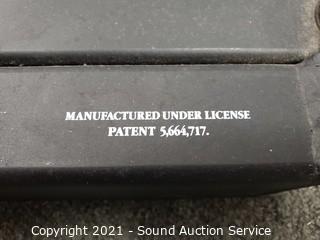 MANUFACTURED UNDER LICENSE
PATENT 5,664,717.
Copyright 2021 - Sound Auction Service